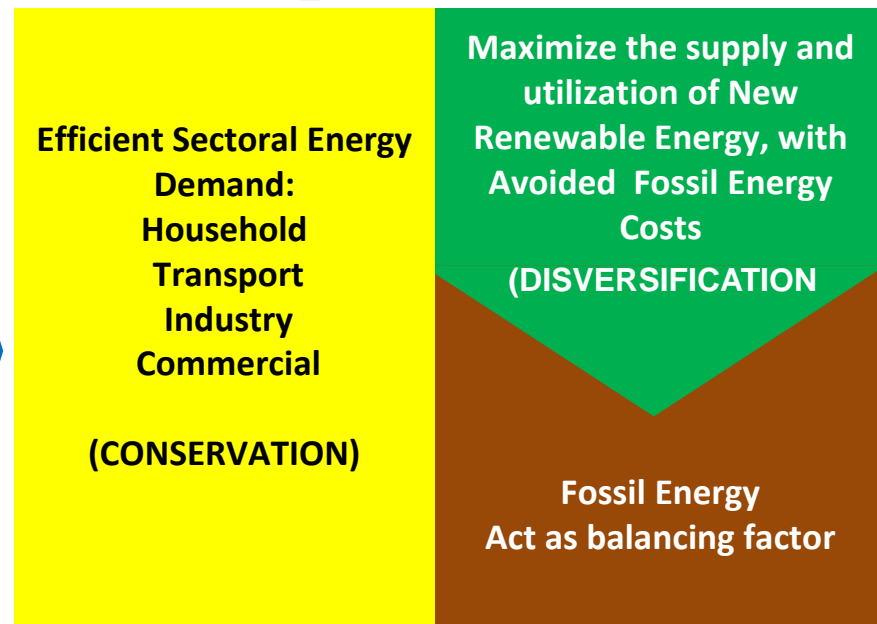 Efficient Sectoral Energy
Demand:
Household
Transport
Industry
Commercial
(CONSERVATION)
Maximize the supply and
utilization of New
Renewable Energy, with
Avoided Fossil Energy
Costs
(DISVERSIFICATION
Fossil Energy
Act as balancing factor